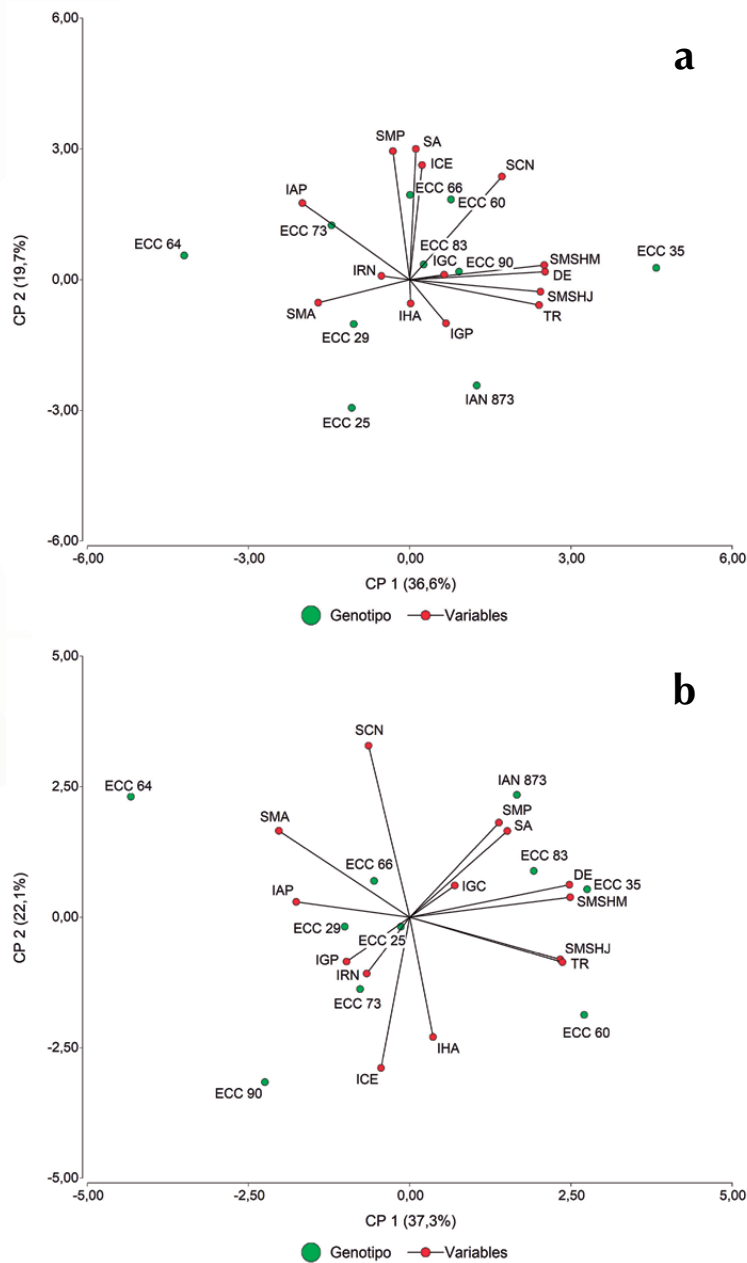 a
6,00
3,00
0,00
-3,00
-6,00
CP 2 (19,7%)
SMP
SA
ICE
SCN
IAP
ECC 66
ECC 60
ECC 73
ECC 64
ECC 83
IGC
ECC 90
SMSHM
ECC 35
IRN
DE
SMSHJ
SMA
IHA
TR
IGP
ECC 29
IAN 873
ECC 25
-6,00
-3,00
0,00
3,00
6,00
CP 1 (36,6%)
Genotipo
Variables
b
5,00
2,50
0,00
-2,50
-5,00
CP 2 (22,1%)
SCN
ECC 64
IAN 873
SMP
SMA
SA
ECC 83
ECC 66
DE
IGC
ECC 35
IAP
SMSHM
ECC 29
ECC 25
SMSHJ
IGP
TR
IRN
ECC 73
ECC 60
IHA
ICE
ECC 90
-5,00
-2,50
0,00
2,50
5,00
CP 1 (37,3%)
Genotipo
Variables